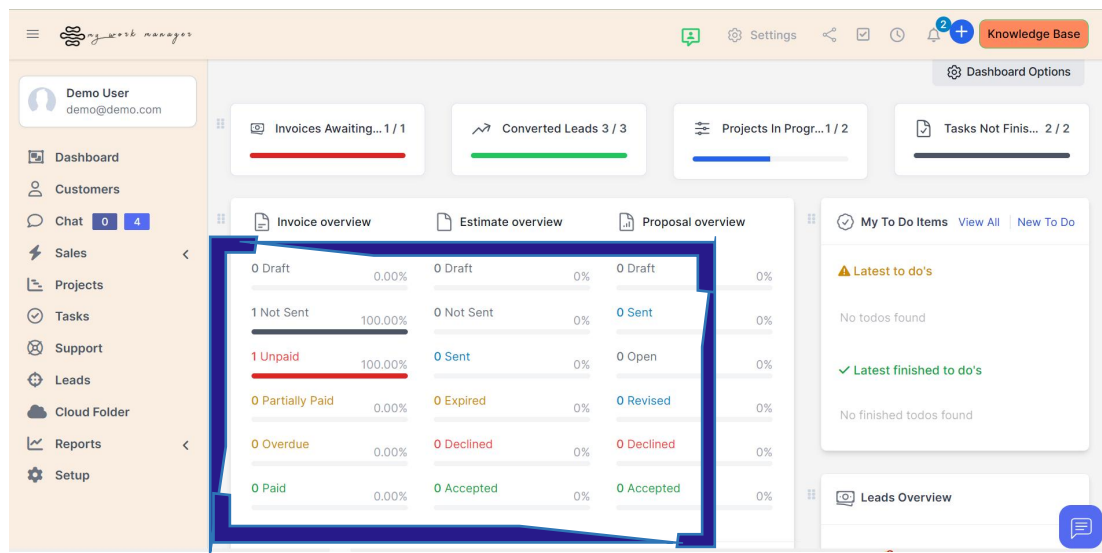 my work manager
Settings
2
Knowledge Base
Demo User
demo@demo.com
Dashboard Options
Invoices Awaiting... 1 / 1
Converted Leads 3 / 3
Projects In Progr... 1 / 2
Tasks Not Finis... 2 / 2
Dashboard
Customers
Chat 0 4
Sales
Projects
Tasks
Support
Leads
Cloud Folder
Reports
Setup
Invoice overview
0 Draft 0.00%
1 Not Sent 100.00%
1 Unpaid 100.00%
0 Partially Paid 0.00%
0 Overdue 0.00%
0 Paid 0.00%
Estimate overview
0 Draft 0%
0 Not Sent 0%
0 Sent 0%
0 Expired 0%
0 Declined 0%
0 Accepted 0%
Proposal overview
0 Draft 0%
0 Sent 0%
0 Open 0%
0 Revised 0%
0 Declined 0%
0 Accepted 0%
My To Do Items View All New To Do
Latest to do's
No todos found
Latest finished to do's
No finished todos found
Leads Overview